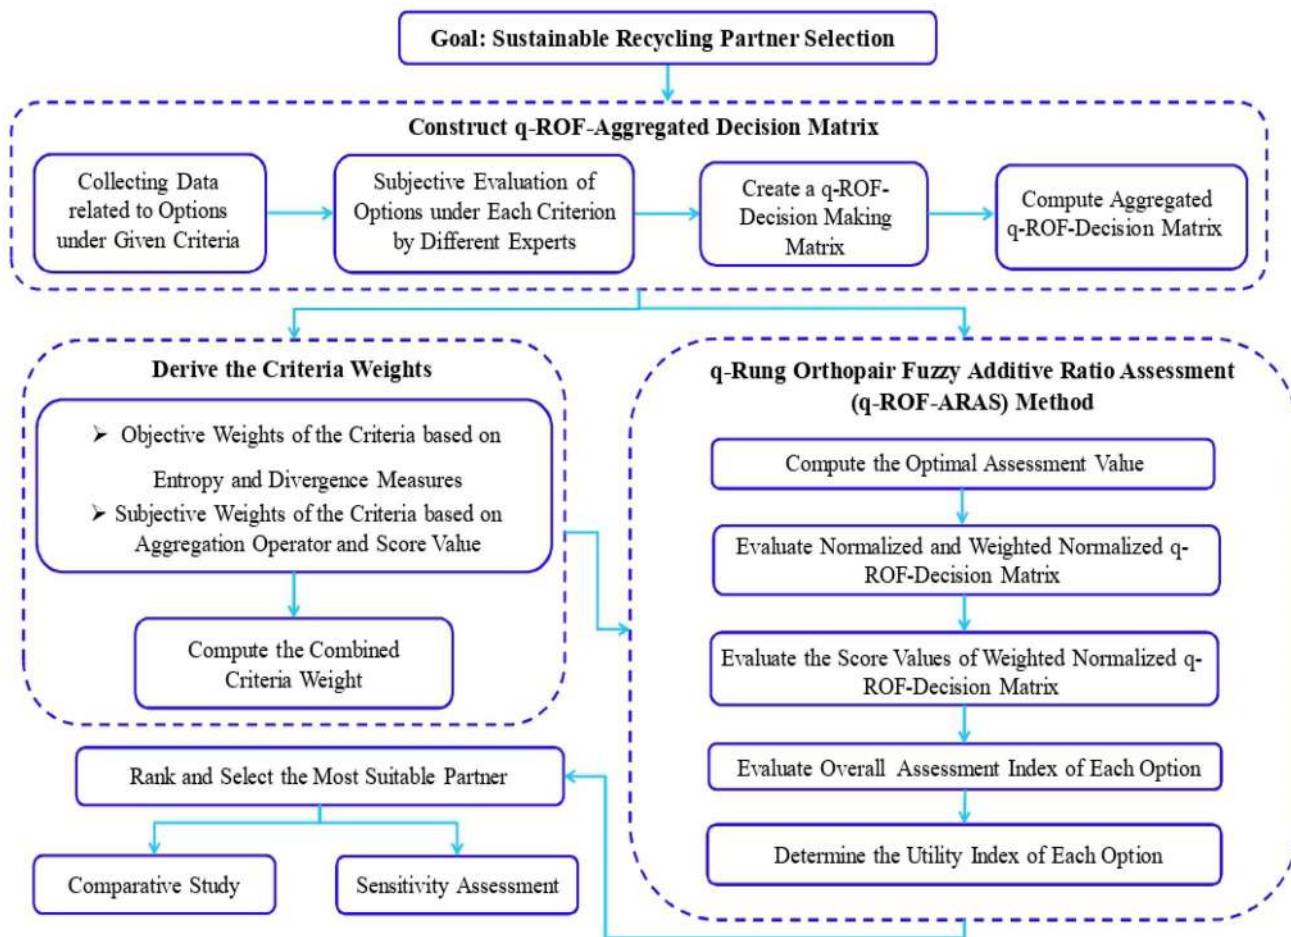 Goal: Sustainable Recycling Partner Selection
Construct q-ROF-Aggregated Decision Matrix
Collecting Data
related to Options
under Given Criteria
Subjective Evaluation of
Options under Each Criterion
by Different Experts
Create a q-ROF-
Decision Making
Matrix
Compute Aggregated
q-ROF-Decision Matrix
Derive the Criteria Weights
➢ Objective Weights of the Criteria based on
Entropy and Divergence Measures
➢ Subjective Weights of the Criteria based on
Aggregation Operator and Score Value
Compute the Combined
Criteria Weight
q-Rung Orthopair Fuzzy Additive Ratio Assessment
(q-ROF-ARAS) Method
Compute the Optimal Assessment Value
Evaluate Normalized and Weighted Normalized q-
ROF-Decision Matrix
Evaluate the Score Values of Weighted Normalized q-
ROF-Decision Matrix
Evaluate Overall Assessment Index of Each Option
Determine the Utility Index of Each Option
Rank and Select the Most Suitable Partner
Comparative Study
Sensitivity Assessment